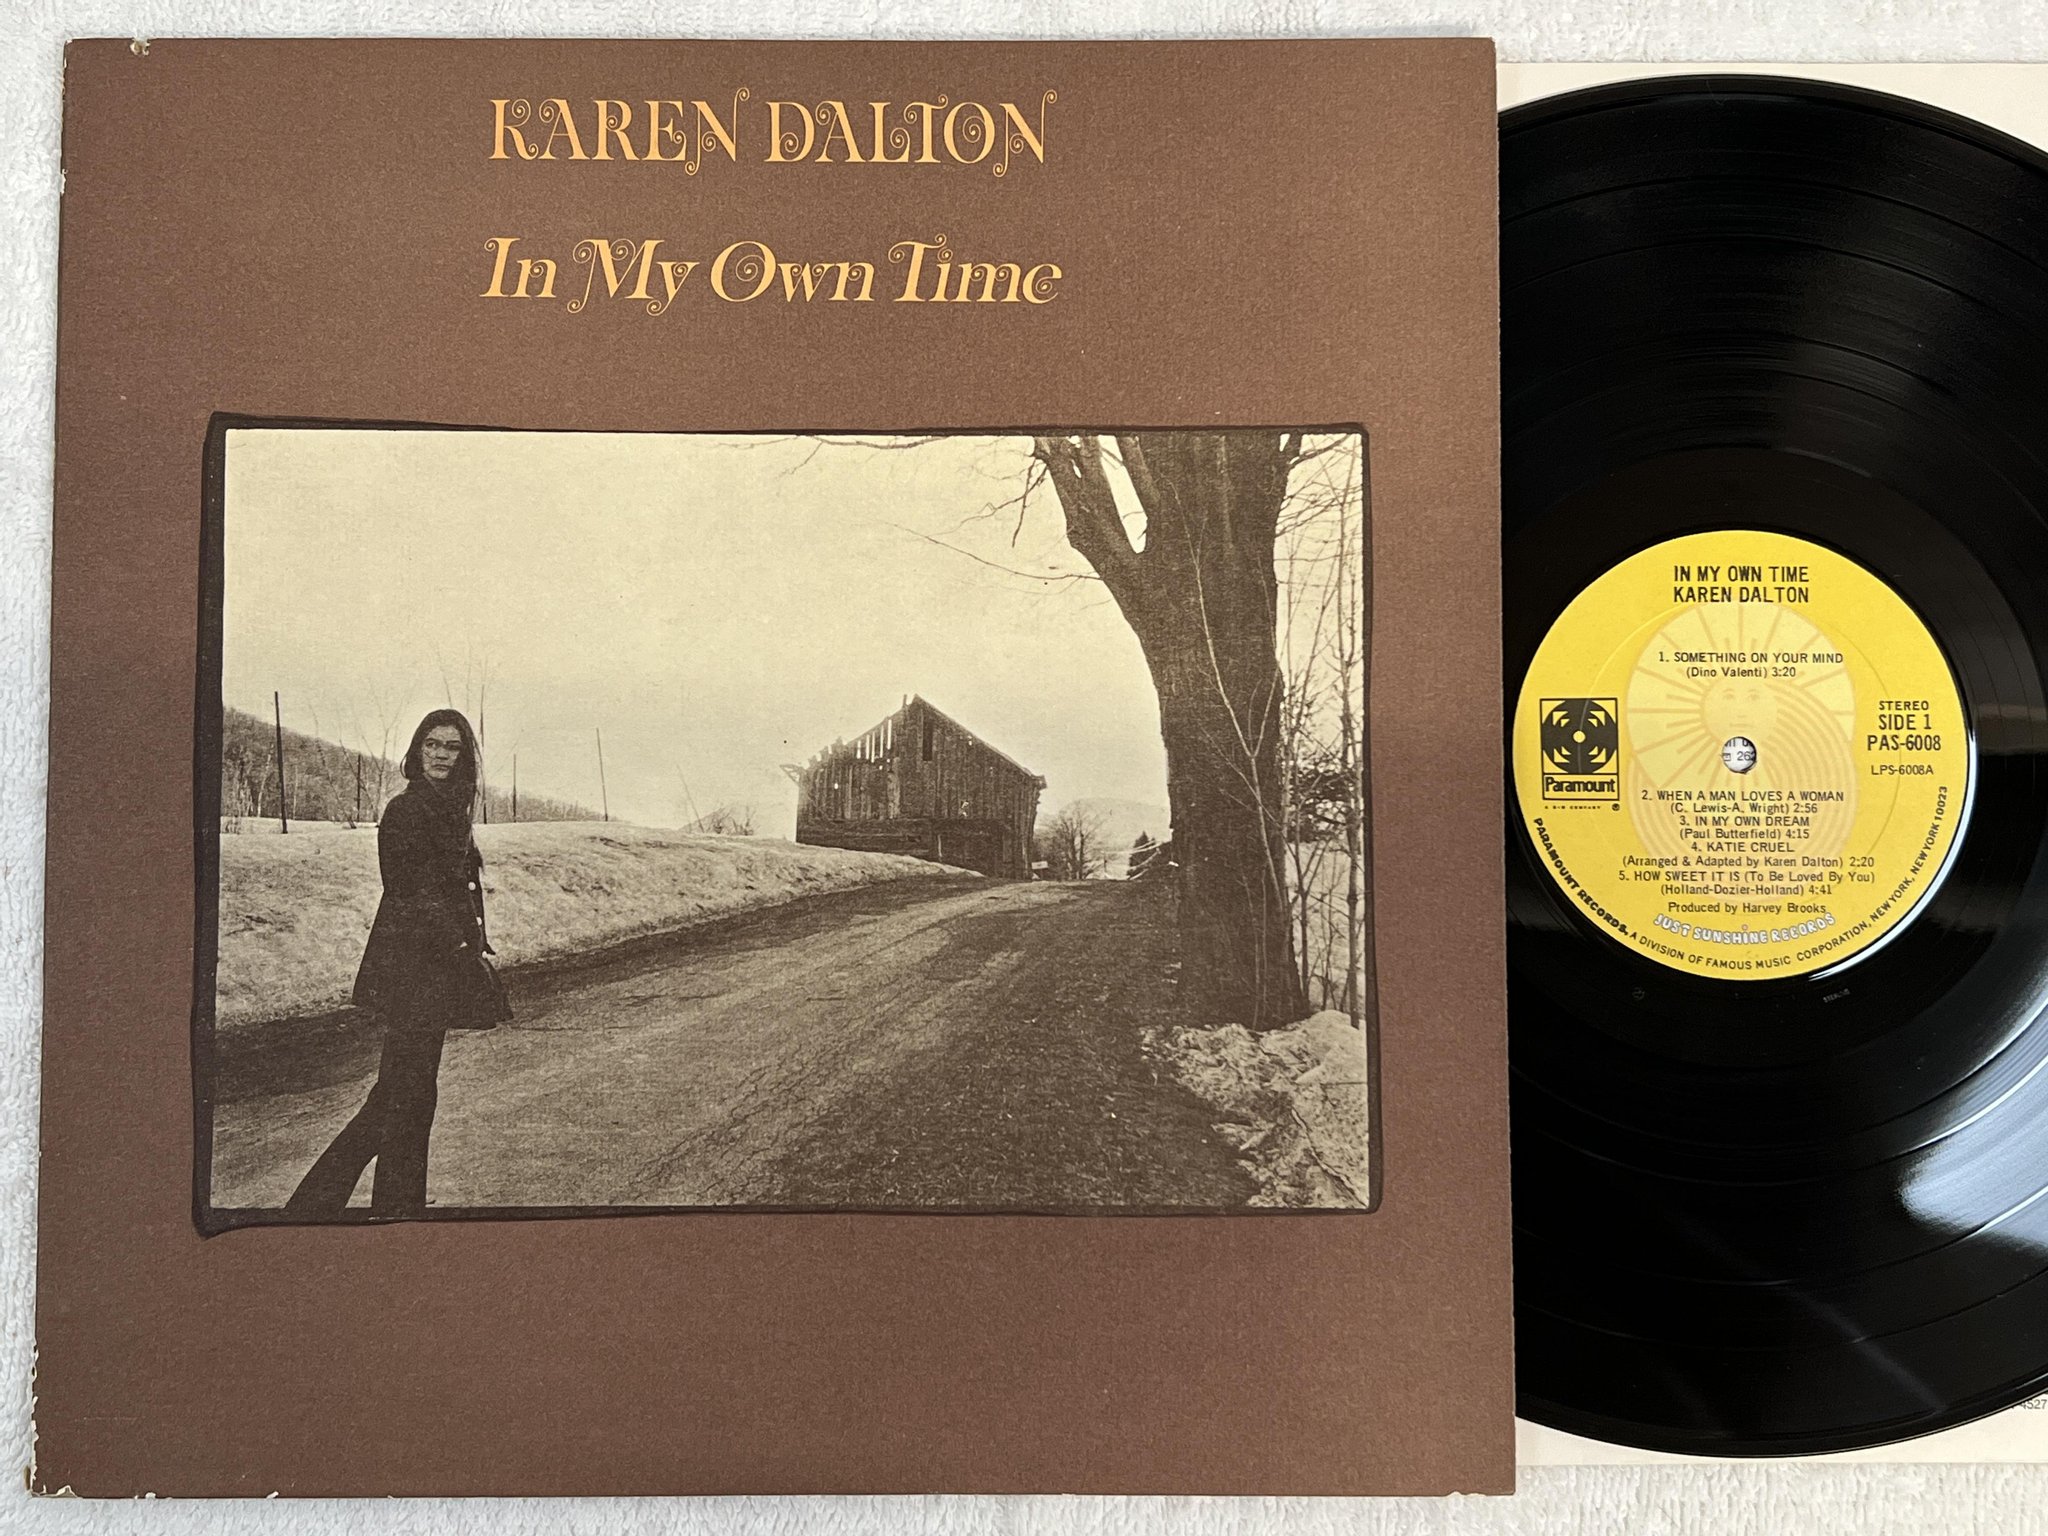 KAREN DALTON
In My Own Time
IN MY OWN TIME
KAREN DALTON
1. SOMETHING ON YOUR MIND
(Dino Valenti) 3:20
STEREO
SIDE 1
PAS-6008
LPS-6008A
Paramount
2. WHEN A MAN LOVES A WOMAN
(C. Lewis-A. Wright) 2:56
3. IN MY OWN DREAM
(Paul Butterfield) 4:15
4. KATIE CRUEL
(Arranged & Adapted by Karen Dalton) 2:20
5. HOW SWEET IT IS (To Be Loved By You)
(Holland-Dozier-Holland) 4:41
Produced by Harvey Brooks
JUST SUNSHINE RECORDS
PARAMOUNT RECORDS, A DIVISION OF FAMOUS MUSIC CORPORATION, NEW YORK, NEW YORK 10023
STERLING
4527